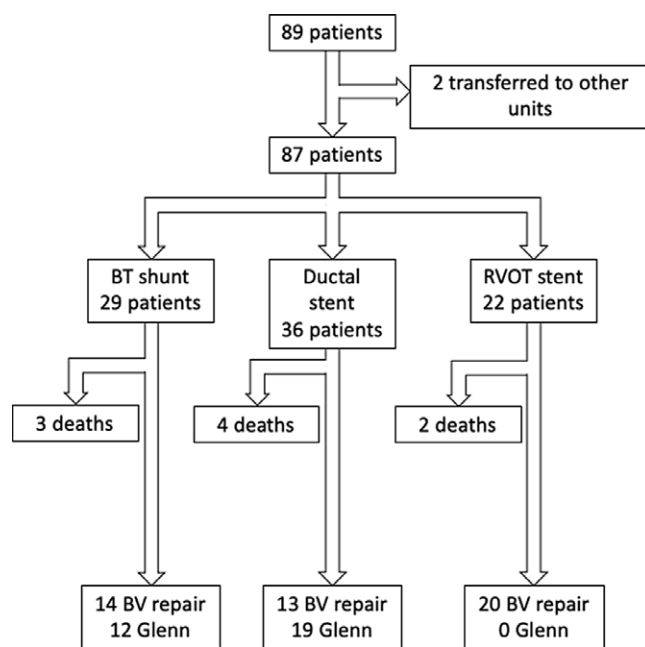 89 patients
2 transferred to other
units
87 patients
BT shunt
29 patients
Ductal
stent
36 patients
RVOT stent
22 patients
3 deaths
4 deaths
2 deaths
14 BV repair
12 Glenn
13 BV repair
19 Glenn
20 BV repair
0 Glenn